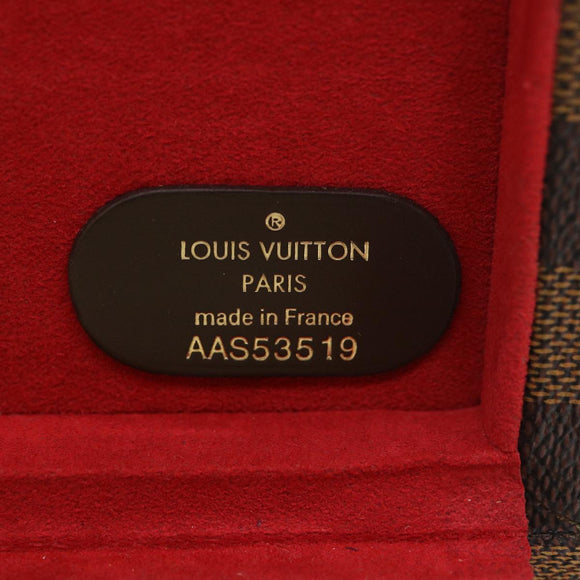 ®
LOUIS VUITTON
PARIS
made in France
AAS53519